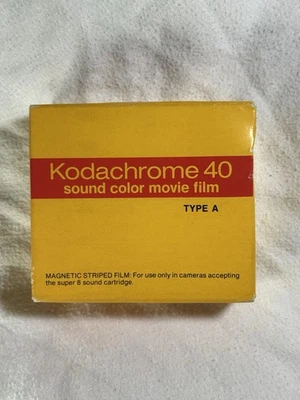 Kodachrome 40
sound color movie film
TYPE A
MAGNETIC STRIPED FILM: For use only in cameras accepting
the super 8 sound cartridge.